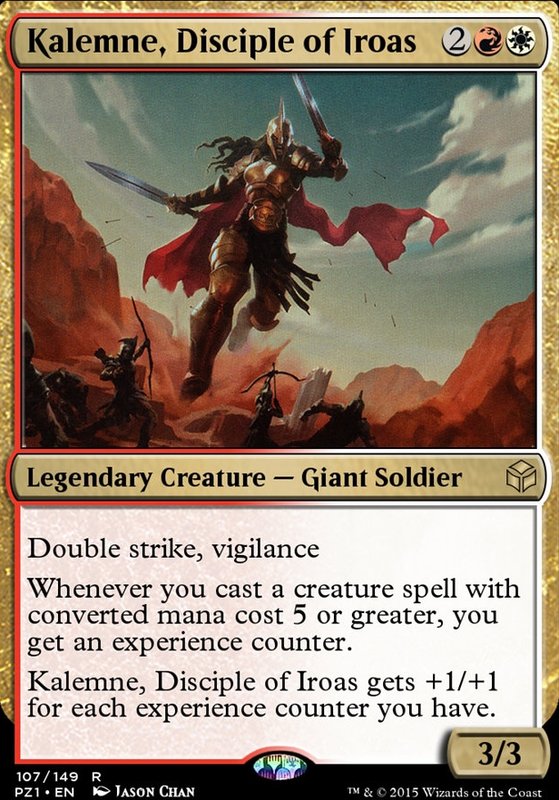 Kalemne, Disciple of Iroas 2
Legendary Creature — Giant Soldier
Double strike, vigilance
Whenever you cast a creature spell with
converted mana cost 5 or greater, you
get an experience counter.
Kalemne, Disciple of Iroas gets +1/+1
for each experience counter you have.
3/3
107/149 R
PZ1 • EN JASON CHAN
™ & © 2015 Wizards of the Coast